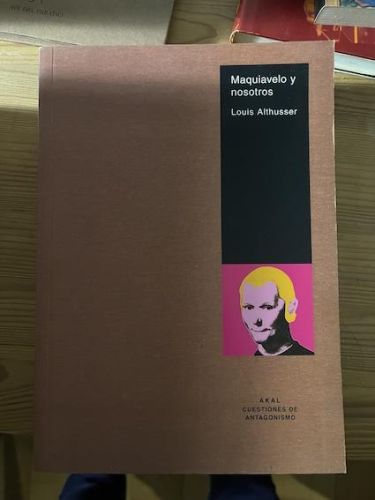 Maquiavelo y
nosotros
Louis Althusser
AKAL
CUESTIONES DE
ANTAGONISMO